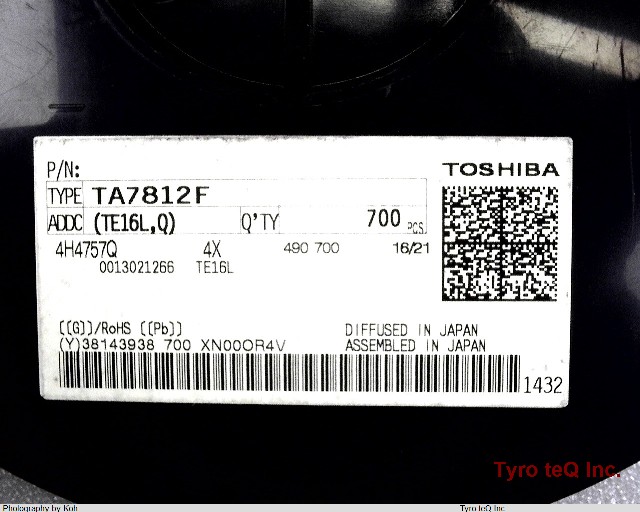 P/N:
TOSHIBA
TYPE TA7812F
ADDC (TE16L,Q) Q'TY 700 PCS.
4H4757Q 4X 490 700 16/21
0013021266 TE16L
[[G]]/RoHS [[Pb]] DIFFUSED IN JAPAN
(Y)38143938 700 XN00OR4V ASSEMBLED IN JAPAN
1432
Tyro teQ Inc.
Photography by Koh Tyro teQ Inc